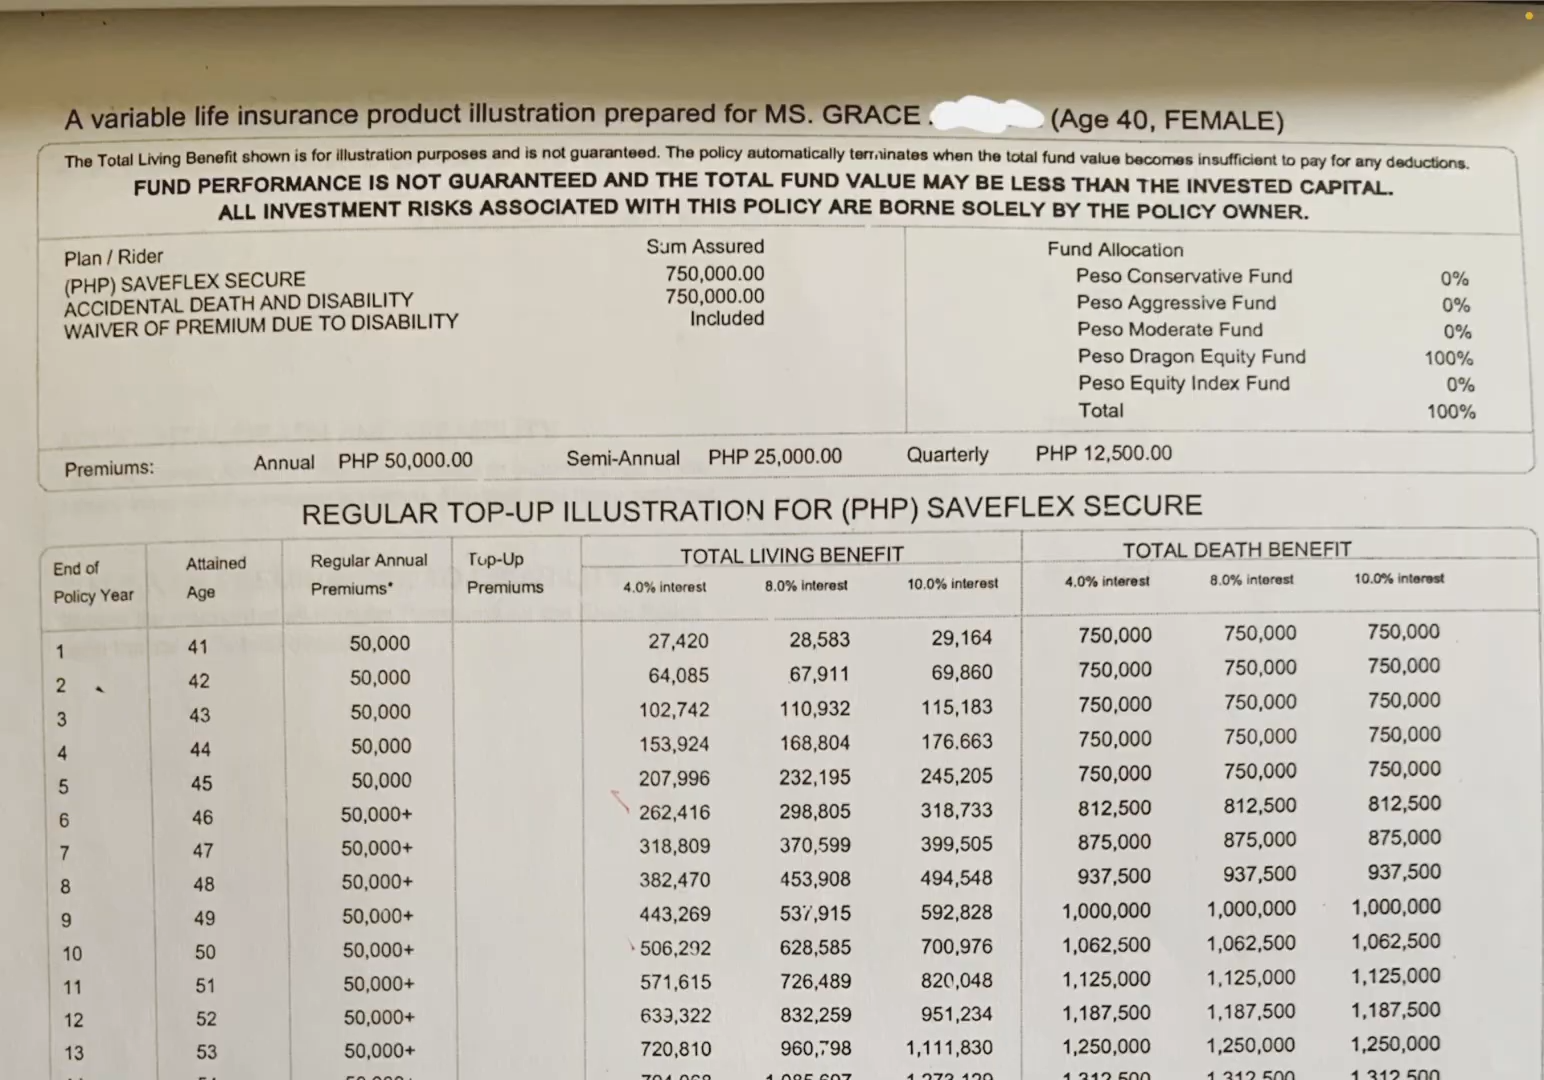 A variable life insurance product illustration prepared for MS. GRACE (Age 40, FEMALE)
The Total Living Benefit shown is for illustration purposes and is not guaranteed. The policy automatically terminates when the total fund value becomes insufficient to pay for any deductions.
FUND PERFORMANCE IS NOT GUARANTEED AND THE TOTAL FUND VALUE MAY BE LESS THAN THE INVESTED CAPITAL.
ALL INVESTMENT RISKS ASSOCIATED WITH THIS POLICY ARE BORNE SOLELY BY THE POLICY OWNER.
Plan / Rider Sum Assured
(PHP) SAVEFLEX SECURE 750,000.00
ACCIDENTAL DEATH AND DISABILITY 750,000.00
WAIVER OF PREMIUM DUE TO DISABILITY Included
Fund Allocation
Peso Conservative Fund 0%
Peso Aggressive Fund 0%
Peso Moderate Fund 0%
Peso Dragon Equity Fund 100%
Peso Equity Index Fund 0%
Total 100%
Premiums: Annual PHP 50,000.00 Semi-Annual PHP 25,000.00 Quarterly PHP 12,500.00
REGULAR TOP-UP ILLUSTRATION FOR (PHP) SAVEFLEX SECURE
End of Policy Year Attained Age Regular Annual Premiums* Top-Up Premiums TOTAL LIVING BENEFIT TOTAL DEATH BENEFIT
4.0% interest 8.0% interest 10.0% interest 4.0% interest 8.0% interest 10.0% interest
1 41 50,000 27,420 28,583 29,164 750,000 750,000 750,000
2 42 50,000 64,085 67,911 69,860 750,000 750,000 750,000
3 43 50,000 102,742 110,932 115,183 750,000 750,000 750,000
4 44 50,000 153,924 168,804 176,663 750,000 750,000 750,000
5 45 50,000 207,996 232,195 245,205 750,000 750,000 750,000
6 46 50,000+ 262,416 298,805 318,733 812,500 812,500 812,500
7 47 50,000+ 318,809 370,599 399,505 875,000 875,000 875,000
8 48 50,000+ 382,470 453,908 494,548 937,500 937,500 937,500
9 49 50,000+ 443,269 537,915 592,828 1,000,000 1,000,000 1,000,000
10 50 50,000+ 506,292 628,585 700,976 1,062,500 1,062,500 1,062,500
11 51 50,000+ 571,615 726,489 820,048 1,125,000 1,125,000 1,125,000
12 52 50,000+ 639,322 832,259 951,234 1,187,500 1,187,500 1,187,500
13 53 50,000+ 720,810 960,798 1,111,830 1,250,000 1,250,000 1,250,000
1,312,500 1,312,500 1,312,500